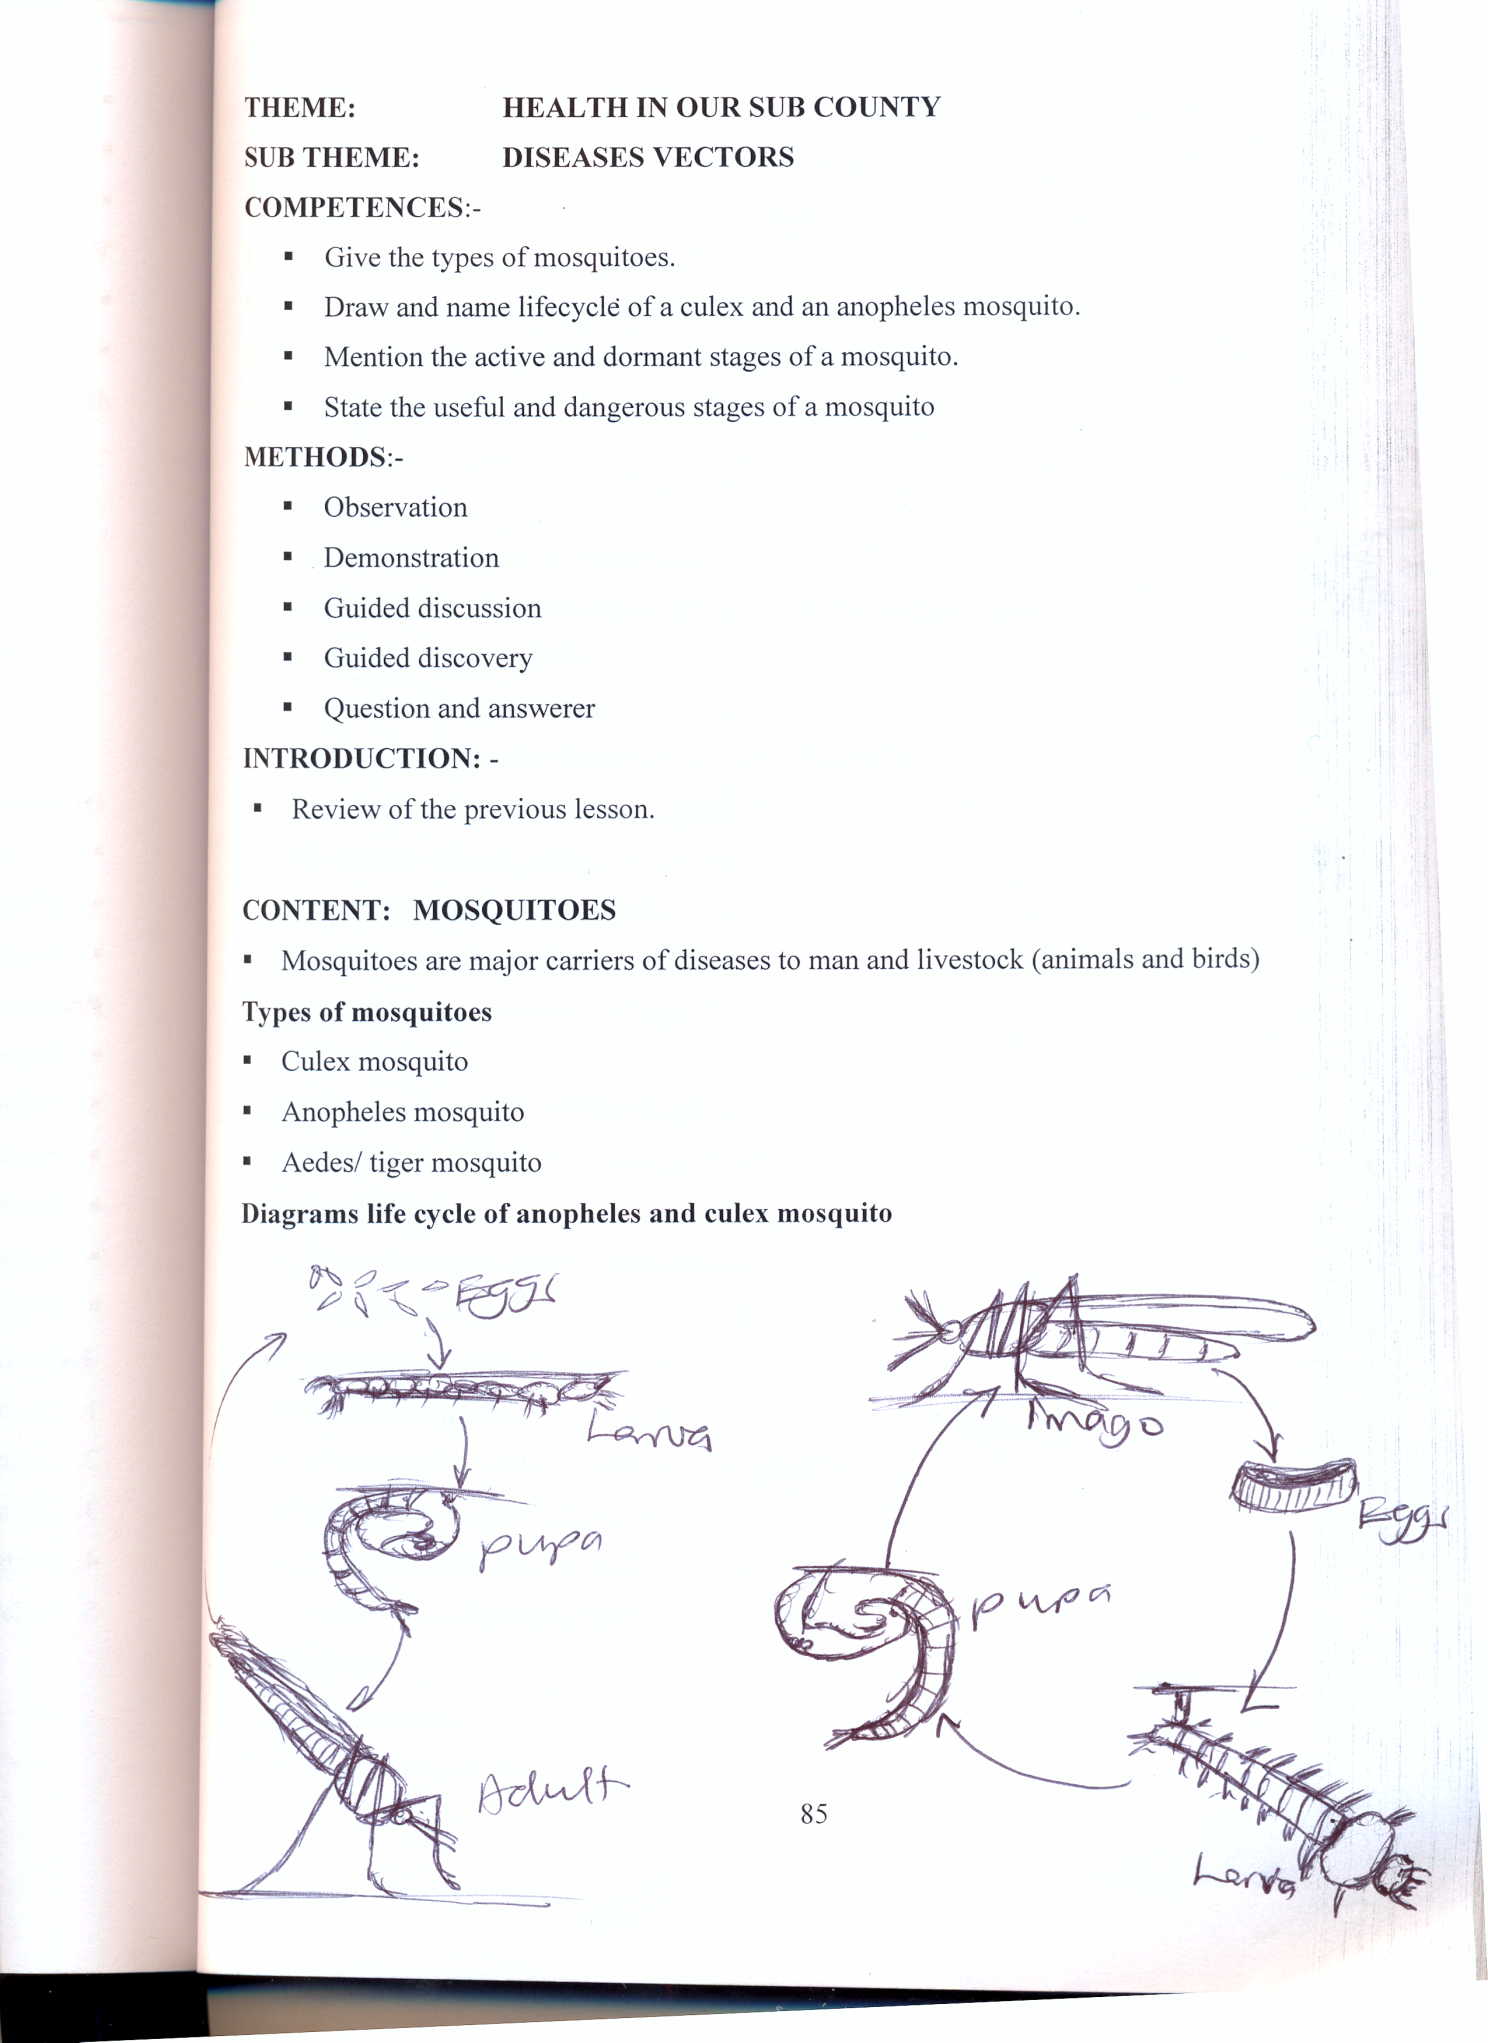 THEME: HEALTH IN OUR SUB COUNTY
SUB THEME: DISEASES VECTORS
COMPETENCES:-
▪ Give the types of mosquitoes.
▪ Draw and name lifecycle of a culex and an anopheles mosquito.
▪ Mention the active and dormant stages of a mosquito.
▪ State the useful and dangerous stages of a mosquito
METHODS:-
▪ Observation
▪ Demonstration
▪ Guided discussion
▪ Guided discovery
▪ Question and answerer
INTRODUCTION: -
▪ Review of the previous lesson.
CONTENT: MOSQUITOES
▪ Mosquitoes are major carriers of diseases to man and livestock (animals and birds)
Types of mosquitoes
▪ Culex mosquito
▪ Anopheles mosquito
▪ Aedes/ tiger mosquito
Diagrams life cycle of anopheles and culex mosquito
Eggs
Larva
pupa
Adult
Imago
Eggs
pupa
Larva
85